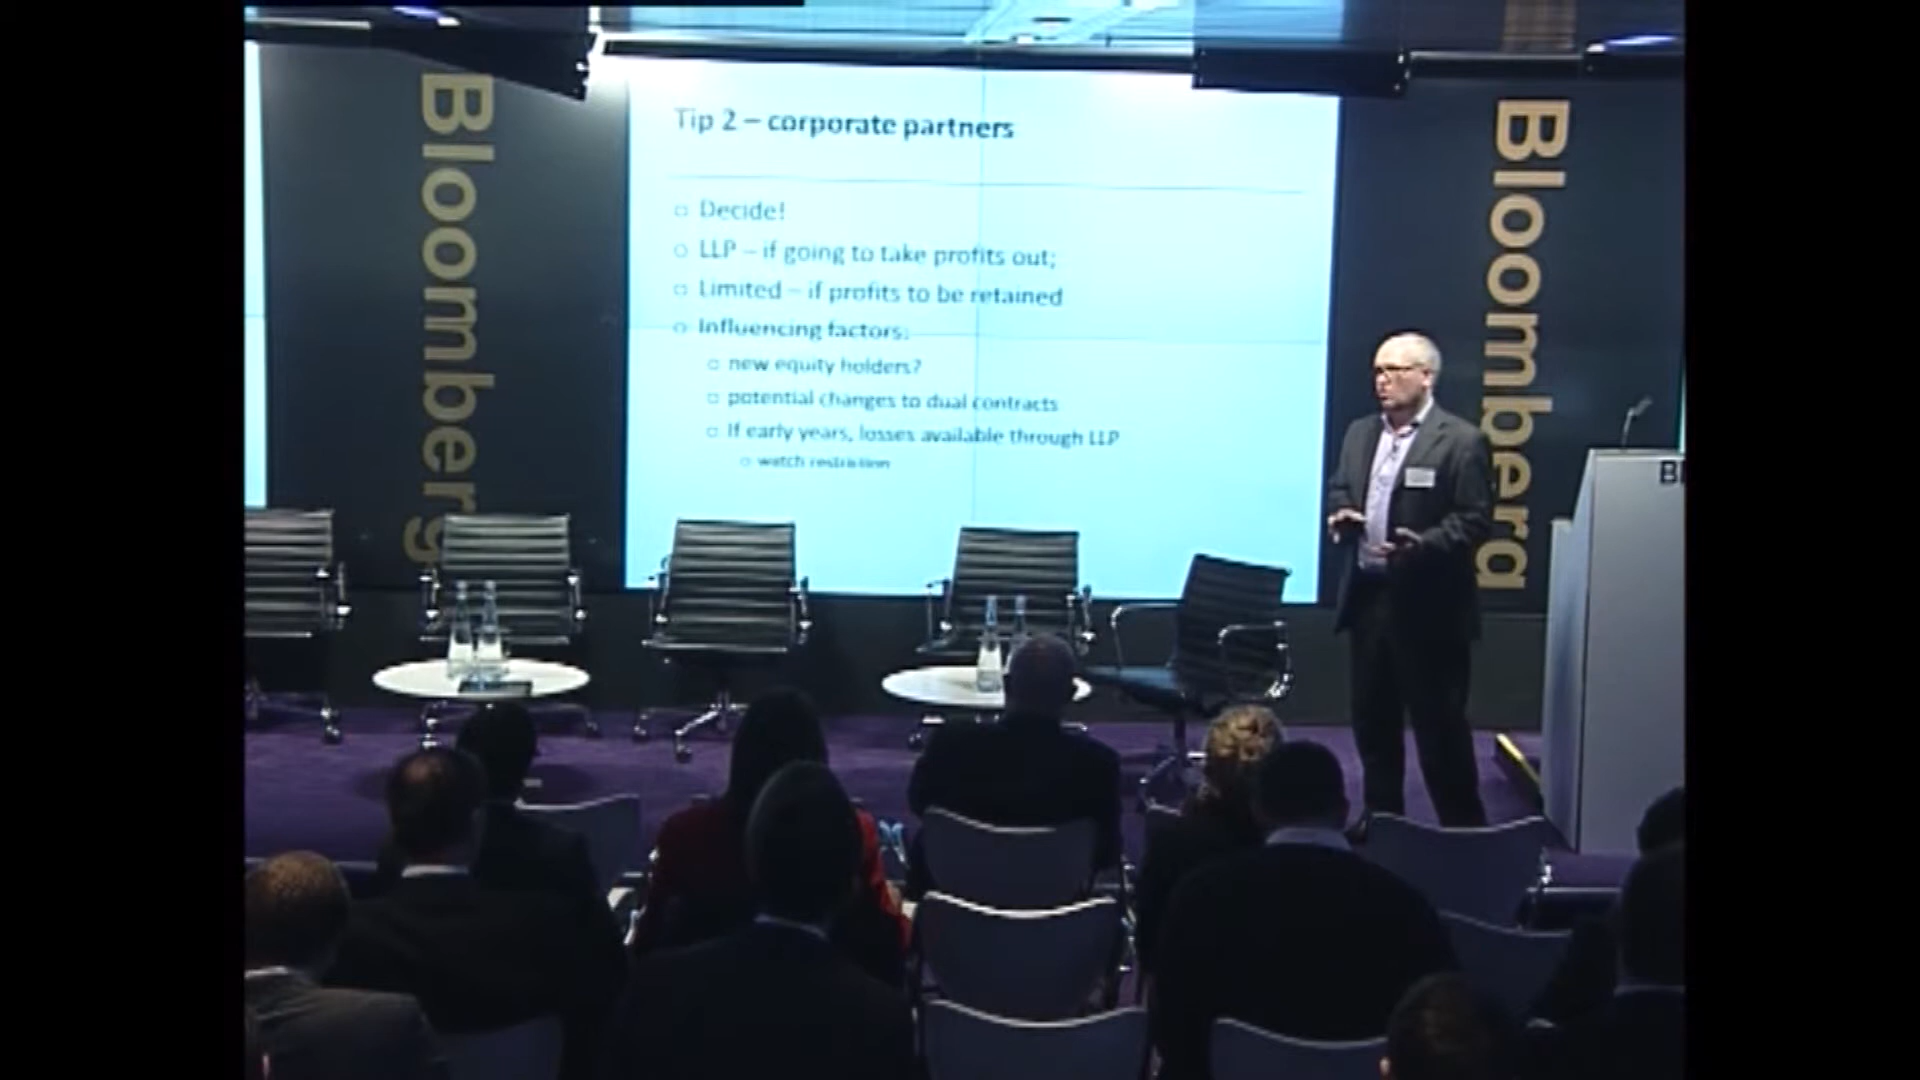 Bloomberg
Tip 2 – corporate partners
Decide!
LLP – if going to take profits out;
Limited – if profits to be retained
Influencing factors:
new equity holders?
potential changes to dual contracts
If early years, losses available through LLP
watch restriction
Bloomberg
Bl